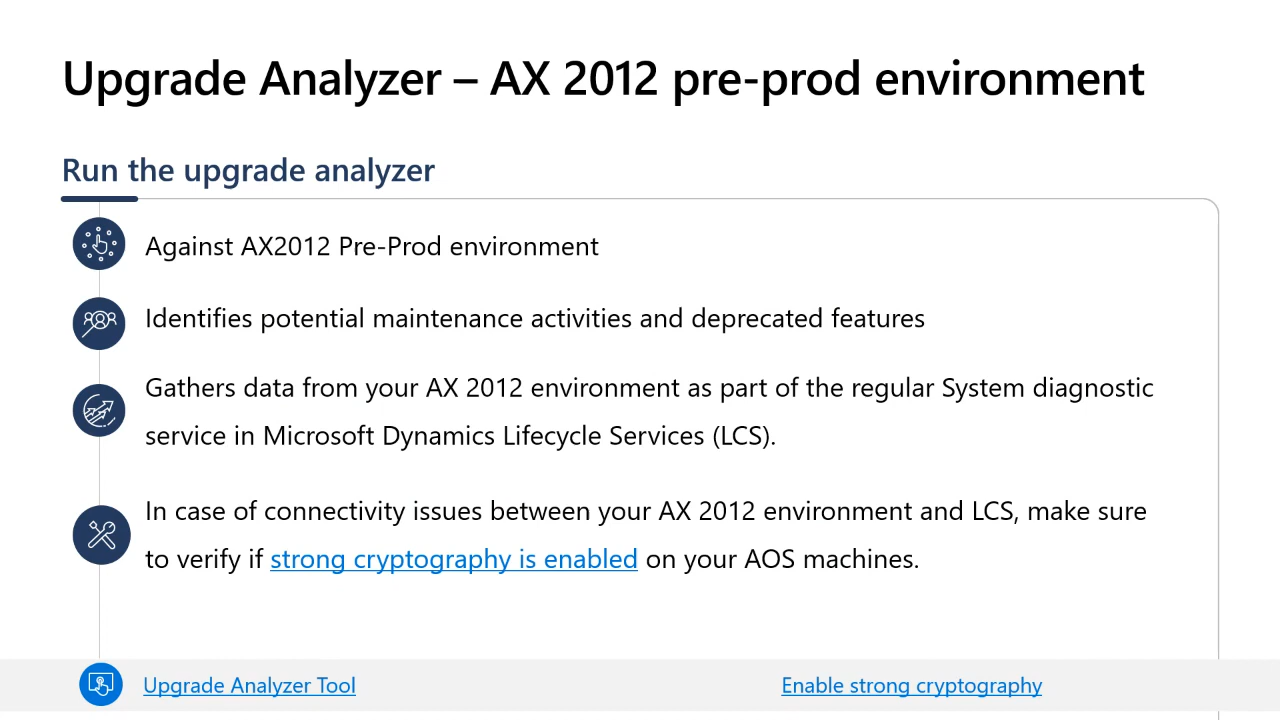 Upgrade Analyzer – AX 2012 pre-prod environment
Run the upgrade analyzer
Against AX2012 Pre-Prod environment
Identifies potential maintenance activities and deprecated features
Gathers data from your AX 2012 environment as part of the regular System diagnostic
service in Microsoft Dynamics Lifecycle Services (LCS).
In case of connectivity issues between your AX 2012 environment and LCS, make sure
to verify if strong cryptography is enabled on your AOS machines.
Upgrade Analyzer Tool
Enable strong cryptography